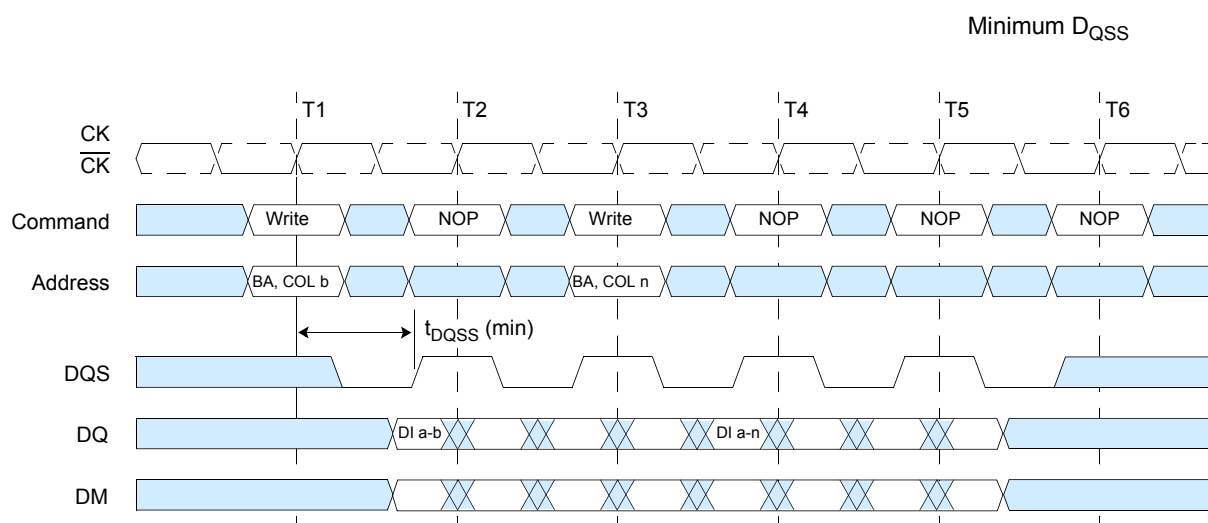 Minimum DQSS
T1 T2 T3 T4 T5 T6
CK
CK
Command Write NOP Write NOP NOP NOP
Address BA, COL b BA, COL n
tDQSS (min)
DQS
DQ DI a-b DI a-n
DM